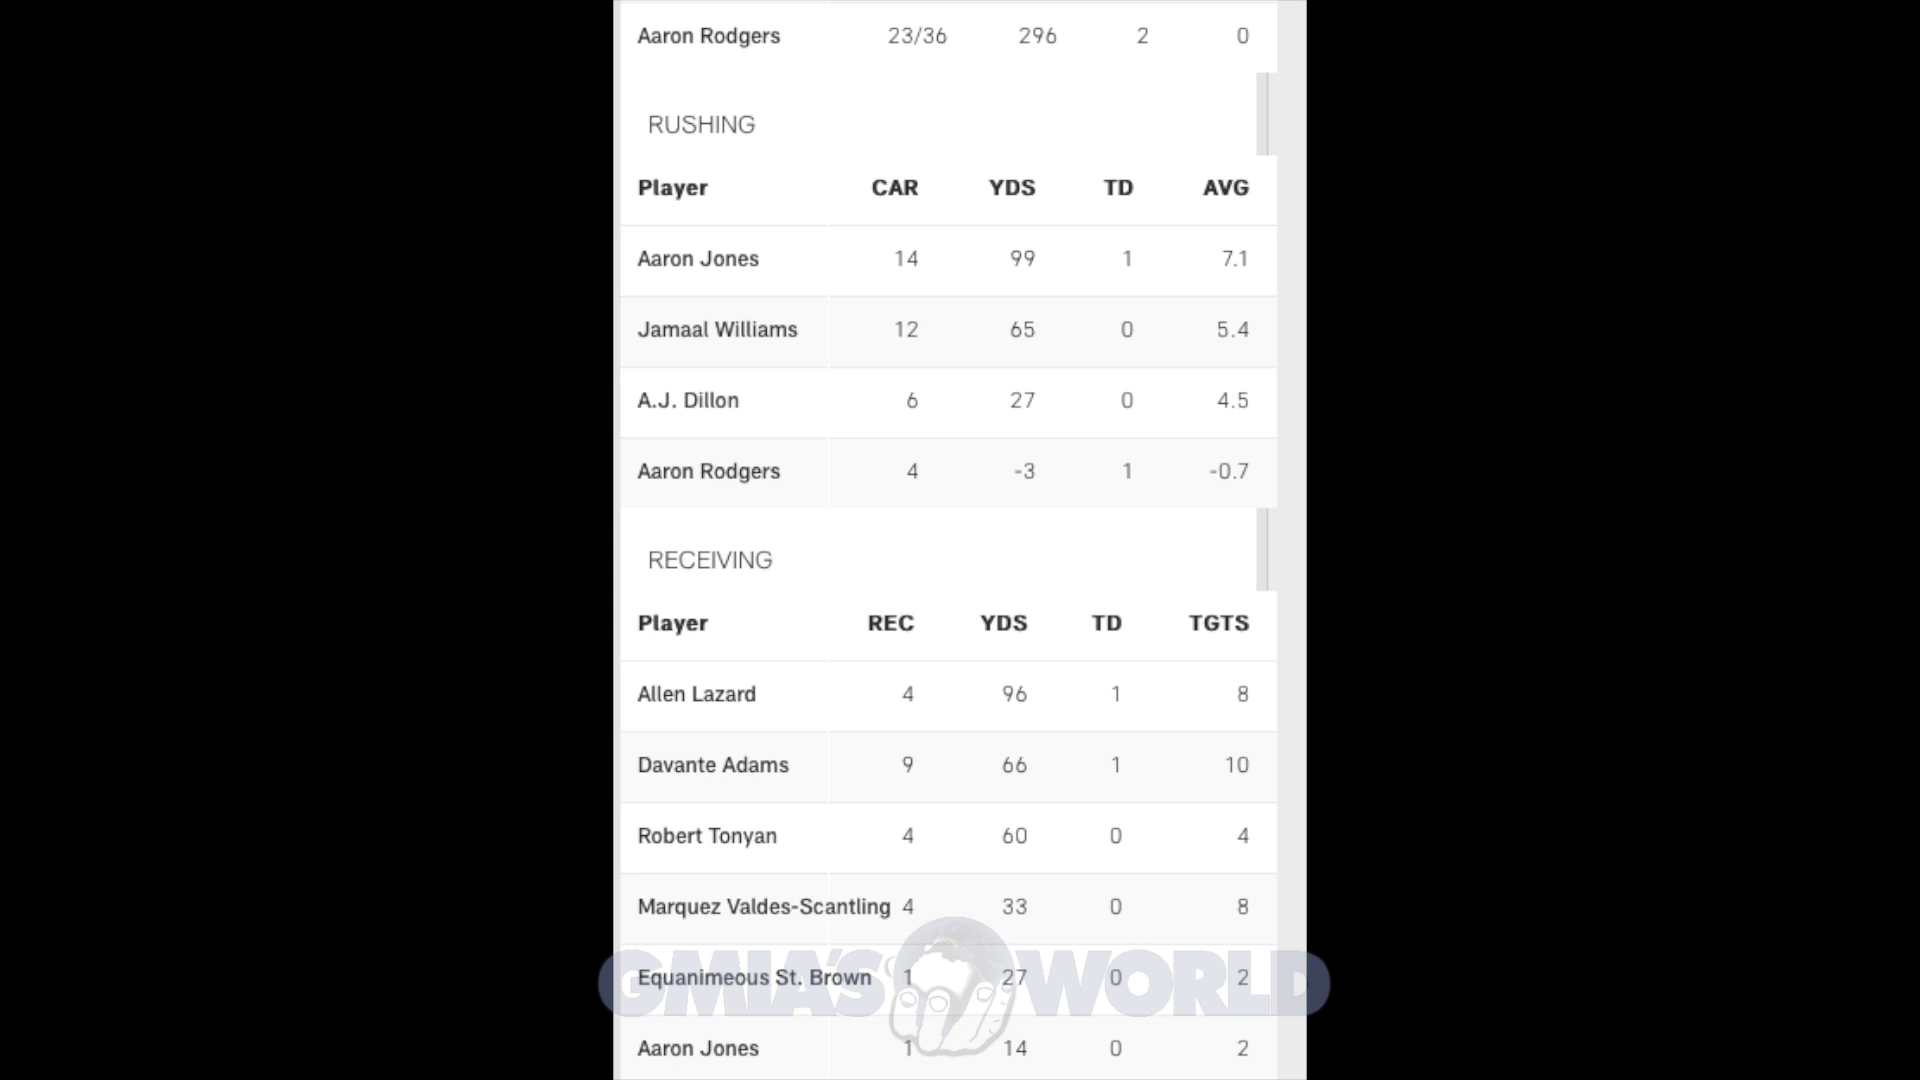 Aaron Rodgers 23/36 296 2 0
RUSHING
Player CAR YDS TD AVG
Aaron Jones 14 99 1 7.1
Jamaal Williams 12 65 0 5.4
A.J. Dillon 6 27 0 4.5
Aaron Rodgers 4 -3 1 -0.7
RECEIVING
Player REC YDS TD TGTS
Allen Lazard 4 96 1 8
Davante Adams 9 66 1 10
Robert Tonyan 4 60 0 4
Marquez Valdes-Scantling 4 33 0 8
Equanimeous St. Brown 1 27 0 2
GMIA'S WORLD
Aaron Jones 1 14 0 2